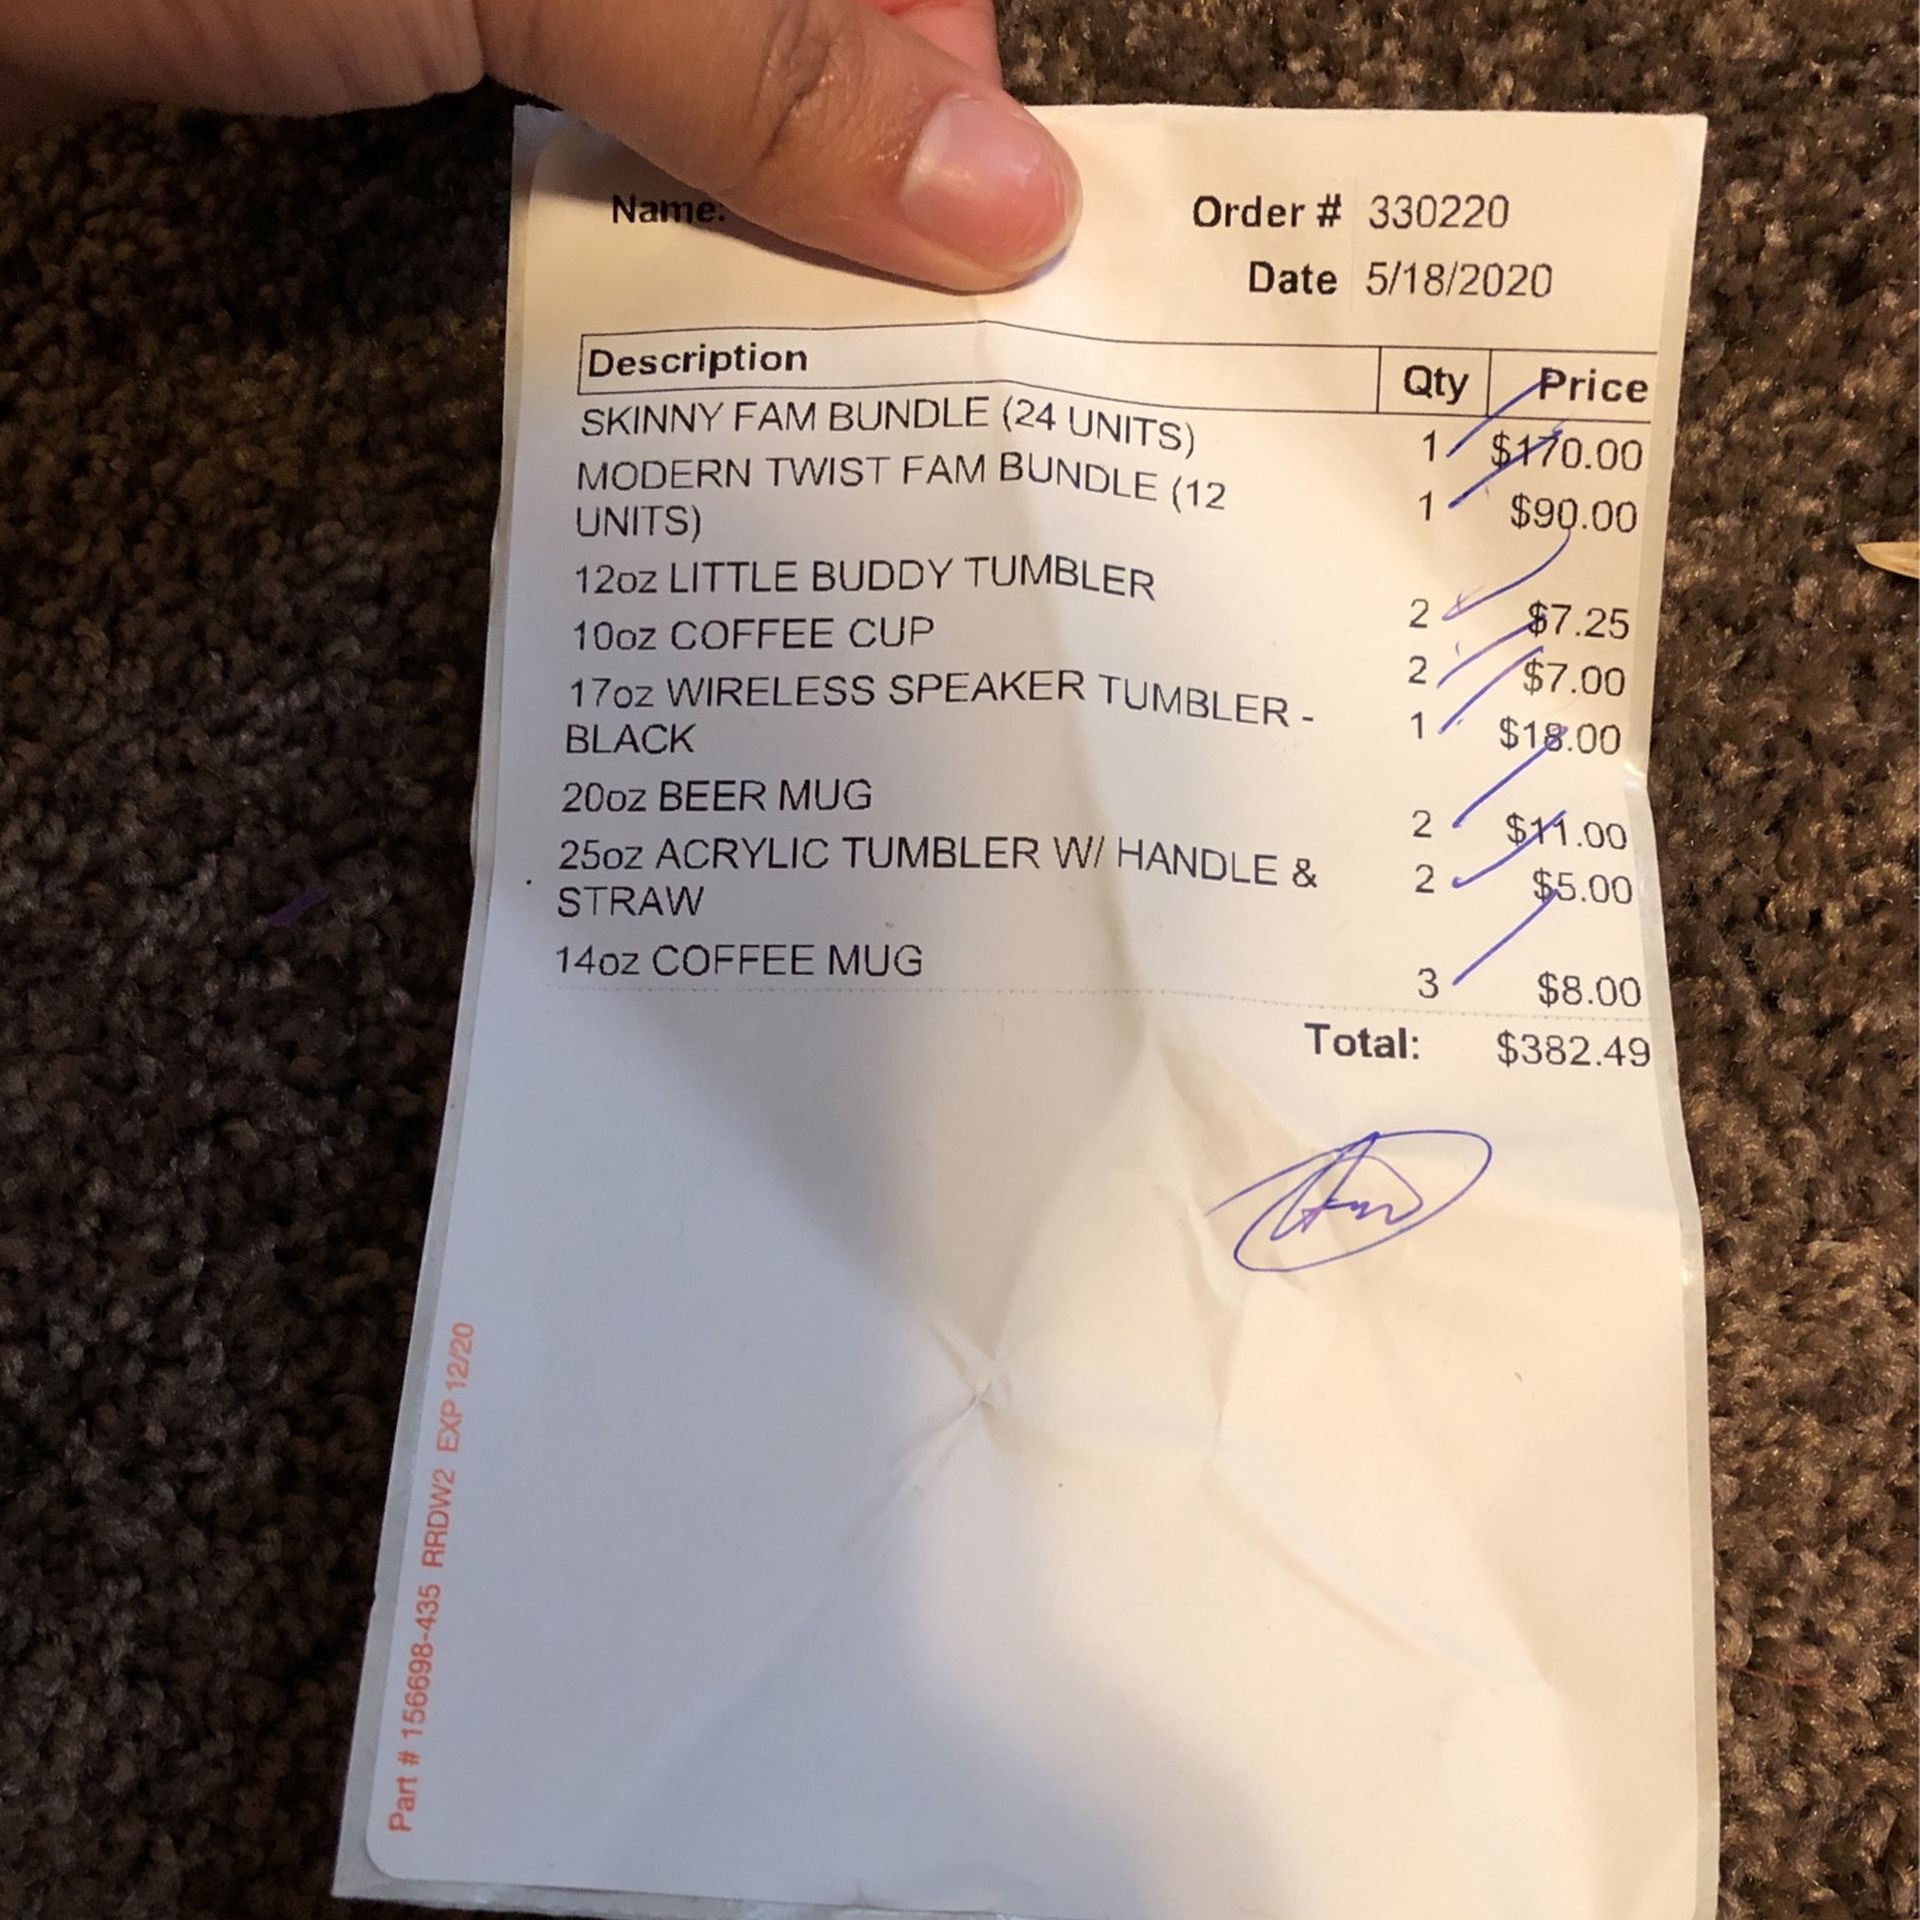 Name:
Order # 330220
Date 5/18/2020
Description Qty Price
SKINNY FAM BUNDLE (24 UNITS) 1 $170.00
MODERN TWIST FAM BUNDLE (12 1 $90.00
UNITS)
12oz LITTLE BUDDY TUMBLER 2 $7.25
10oz COFFEE CUP 2 $7.00
17oz WIRELESS SPEAKER TUMBLER - 1 $18.00
BLACK
20oz BEER MUG 2 $11.00
25oz ACRYLIC TUMBLER W/ HANDLE & 2 $5.00
STRAW
14oz COFFEE MUG 3 $8.00
Total: $382.49
Part # 156698-435 RRDW2 EXP 12/20